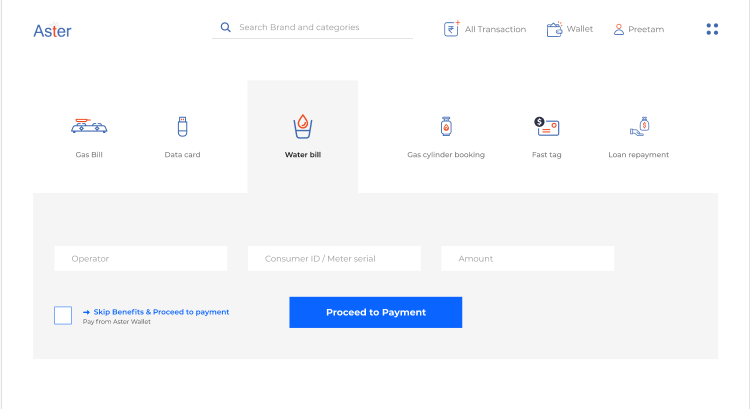 Aster
Search Brand and categories
All Transaction
Wallet
Preetam
Gas Bill
Data card
Water bill
Gas cylinder booking
Fast tag
Loan repayment
Operator
Consumer ID / Meter serial
Amount
➔ Skip Benefits & Proceed to payment
Pay from Aster Wallet
Proceed to Payment